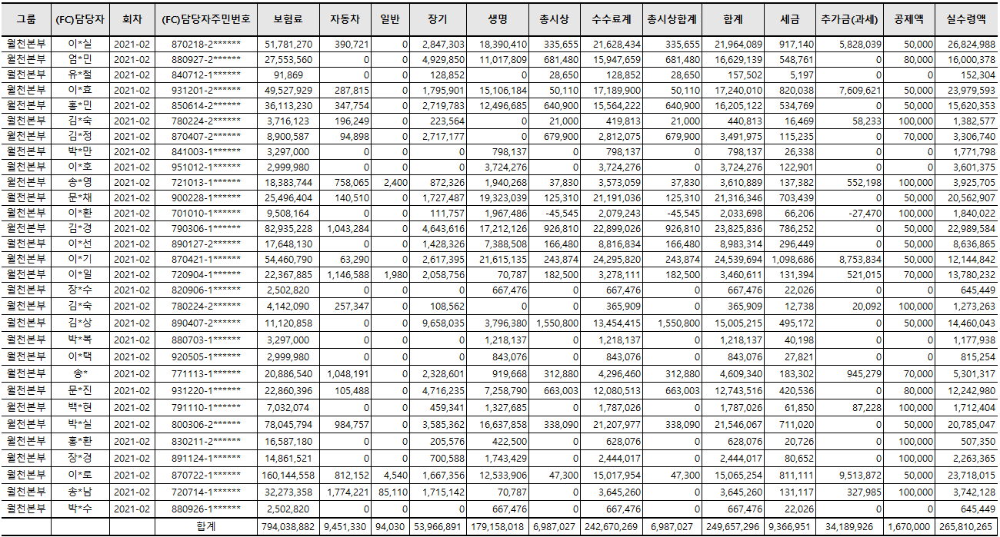 그룹 (FC)담당자 회차 (FC)담당자주민번호 보험료 자동차 일반 장기 생명 총시상 수수료계 총시상합계 합계 세금 추가금(과세) 공제액 실수령액
월천본부 이*실 2021-02 870218-2****** 51,781,270 390,721 0 2,847,303 18,390,410 335,655 21,628,434 335,655 21,964,089 917,140 5,828,039 50,000 26,824,988
월천본부 엄*민 2021-02 880927-2****** 27,553,560 0 0 4,929,850 11,017,809 681,480 15,947,659 681,480 16,629,139 548,761 0 80,000 16,000,378
월천본부 유*철 2021-02 840712-1****** 91,869 0 0 128,852 0 28,650 128,852 28,650 157,502 5,197 0 0 152,304
월천본부 이*효 2021-02 931201-2****** 49,527,929 287,815 0 1,795,901 15,106,184 50,110 17,189,900 50,110 17,240,010 820,038 7,609,621 50,000 23,979,593
월천본부 홍*민 2021-02 850614-2****** 36,113,230 347,754 0 2,719,783 12,496,685 640,900 15,564,222 640,900 16,205,122 534,769 0 50,000 15,620,353
월천본부 김*숙 2021-02 780224-2****** 3,716,123 196,249 0 223,564 0 21,000 419,813 21,000 440,813 16,469 58,233 100,000 1,382,577
월천본부 김*정 2021-02 870407-2****** 8,900,587 94,898 0 2,717,177 0 679,900 2,812,075 679,900 3,491,975 115,235 0 70,000 3,306,740
월천본부 박*만 2021-02 841003-1****** 3,297,000 0 0 0 798,137 0 798,137 0 798,137 26,338 0 0 1,771,798
월천본부 이*호 2021-02 951012-1****** 2,999,980 0 0 0 3,724,276 0 3,724,276 0 3,724,276 122,901 0 0 3,601,375
월천본부 송*영 2021-02 721013-1****** 18,383,744 758,065 2,400 872,326 1,940,268 37,830 3,573,059 37,830 3,610,889 137,382 552,198 100,000 3,925,705
월천본부 문*채 2021-02 900228-1****** 25,496,404 140,510 0 1,727,487 19,323,039 125,310 21,191,036 125,310 21,316,346 703,439 0 50,000 20,562,907
월천본부 이*환 2021-02 701010-1****** 9,508,164 0 0 111,757 1,967,486 -45,545 2,079,243 -45,545 2,033,698 66,206 -27,470 100,000 1,840,022
월천본부 김*경 2021-02 790306-1****** 82,935,228 1,043,284 0 4,643,616 17,212,126 926,810 22,899,026 926,810 23,825,836 786,252 0 50,000 22,989,584
월천본부 이*선 2021-02 890127-2****** 17,648,130 0 0 1,428,326 7,388,508 166,480 8,816,834 166,480 8,983,314 296,449 0 50,000 8,636,865
월천본부 이*기 2021-02 870421-1****** 54,460,790 63,290 0 2,617,395 21,615,135 243,874 24,295,820 243,874 24,539,694 1,098,686 8,753,834 50,000 12,144,842
월천본부 이*일 2021-02 720904-1****** 22,367,885 1,146,588 1,980 2,058,756 70,787 182,500 3,278,111 182,500 3,460,611 131,394 521,015 70,000 13,780,232
월천본부 장*수 2021-02 820906-1****** 2,502,820 0 0 0 667,476 0 667,476 0 667,476 22,026 0 0 645,449
월천본부 김*숙 2021-02 780224-2****** 4,142,090 257,347 0 108,562 0 0 365,909 0 365,909 12,738 20,092 100,000 1,273,263
월천본부 김*상 2021-02 890407-2****** 11,120,858 0 0 9,658,035 3,796,380 1,550,800 13,454,415 1,550,800 15,005,215 495,172 0 50,000 14,460,043
월천본부 박*복 2021-02 880703-1****** 3,297,000 0 0 0 1,218,137 0 1,218,137 0 1,218,137 40,198 0 0 1,177,938
월천본부 이*택 2021-02 920505-1****** 2,999,980 0 0 0 843,076 0 843,076 0 843,076 27,821 0 0 815,254
월천본부 송* 2021-02 771113-1****** 20,886,540 1,048,191 0 2,328,601 919,668 312,880 4,296,460 312,880 4,609,340 183,302 945,279 70,000 5,301,317
월천본부 문*진 2021-02 931220-1****** 22,860,396 105,488 0 4,716,235 7,258,790 663,003 12,080,513 663,003 12,743,516 420,536 0 80,000 12,242,980
월천본부 백*현 2021-02 791110-1****** 7,032,074 0 0 459,341 1,327,685 0 1,787,026 0 1,787,026 61,850 87,228 100,000 1,712,404
월천본부 박*실 2021-02 800306-2****** 78,045,794 984,757 0 3,585,362 16,637,858 338,090 21,207,977 338,090 21,546,067 711,020 0 50,000 20,785,047
월천본부 홍*환 2021-02 830211-2****** 16,587,180 0 0 205,576 422,500 0 628,076 0 628,076 20,726 0 100,000 507,350
월천본부 장*경 2021-02 891124-1****** 14,861,521 0 0 700,588 1,743,429 0 2,444,017 0 2,444,017 80,652 0 100,000 2,263,365
월천본부 이*로 2021-02 870722-1****** 160,144,558 812,152 4,540 1,667,356 12,533,906 47,300 15,017,954 47,300 15,065,254 811,111 9,513,872 50,000 23,718,015
월천본부 송*남 2021-02 720714-1****** 32,273,358 1,774,221 85,110 1,715,142 70,787 0 3,645,260 0 3,645,260 131,117 327,985 100,000 3,742,128
월천본부 박*수 2021-02 880926-1****** 2,502,820 0 0 0 667,476 0 667,476 0 667,476 22,026 0 0 645,449
합계 794,038,882 9,451,330 94,030 53,966,891 179,158,018 6,987,027 242,670,269 6,987,027 249,657,296 9,366,951 34,189,926 1,670,000 265,810,265